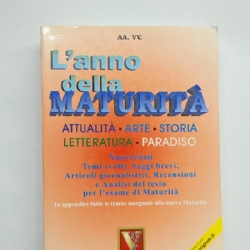 AA. VV.
L'anno
della
MATURITÀ
ATTUALITÀ • ARTE • STORIA
LETTERATURA • PARADISO
Nuovissimi
Temi svolti, Saggi brevi,
Articoli giornalistici, Recensioni
e Analisi del testo
per l'esame di Maturità
In appendice tutte le tracce assegnate alla nuova Maturità